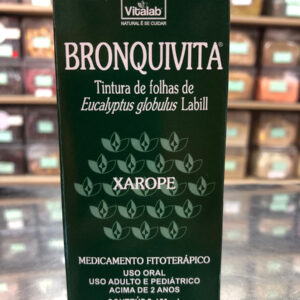 Vitalab
NATURAL É SE CUIDAR
BRONQUIVITA®
Tintura de folhas de
Eucalyptus globulus Labill
XAROPE
MEDICAMENTO FITOTERÁPICO
USO ORAL
USO ADULTO E PEDIÁTRICO
ACIMA DE 2 ANOS